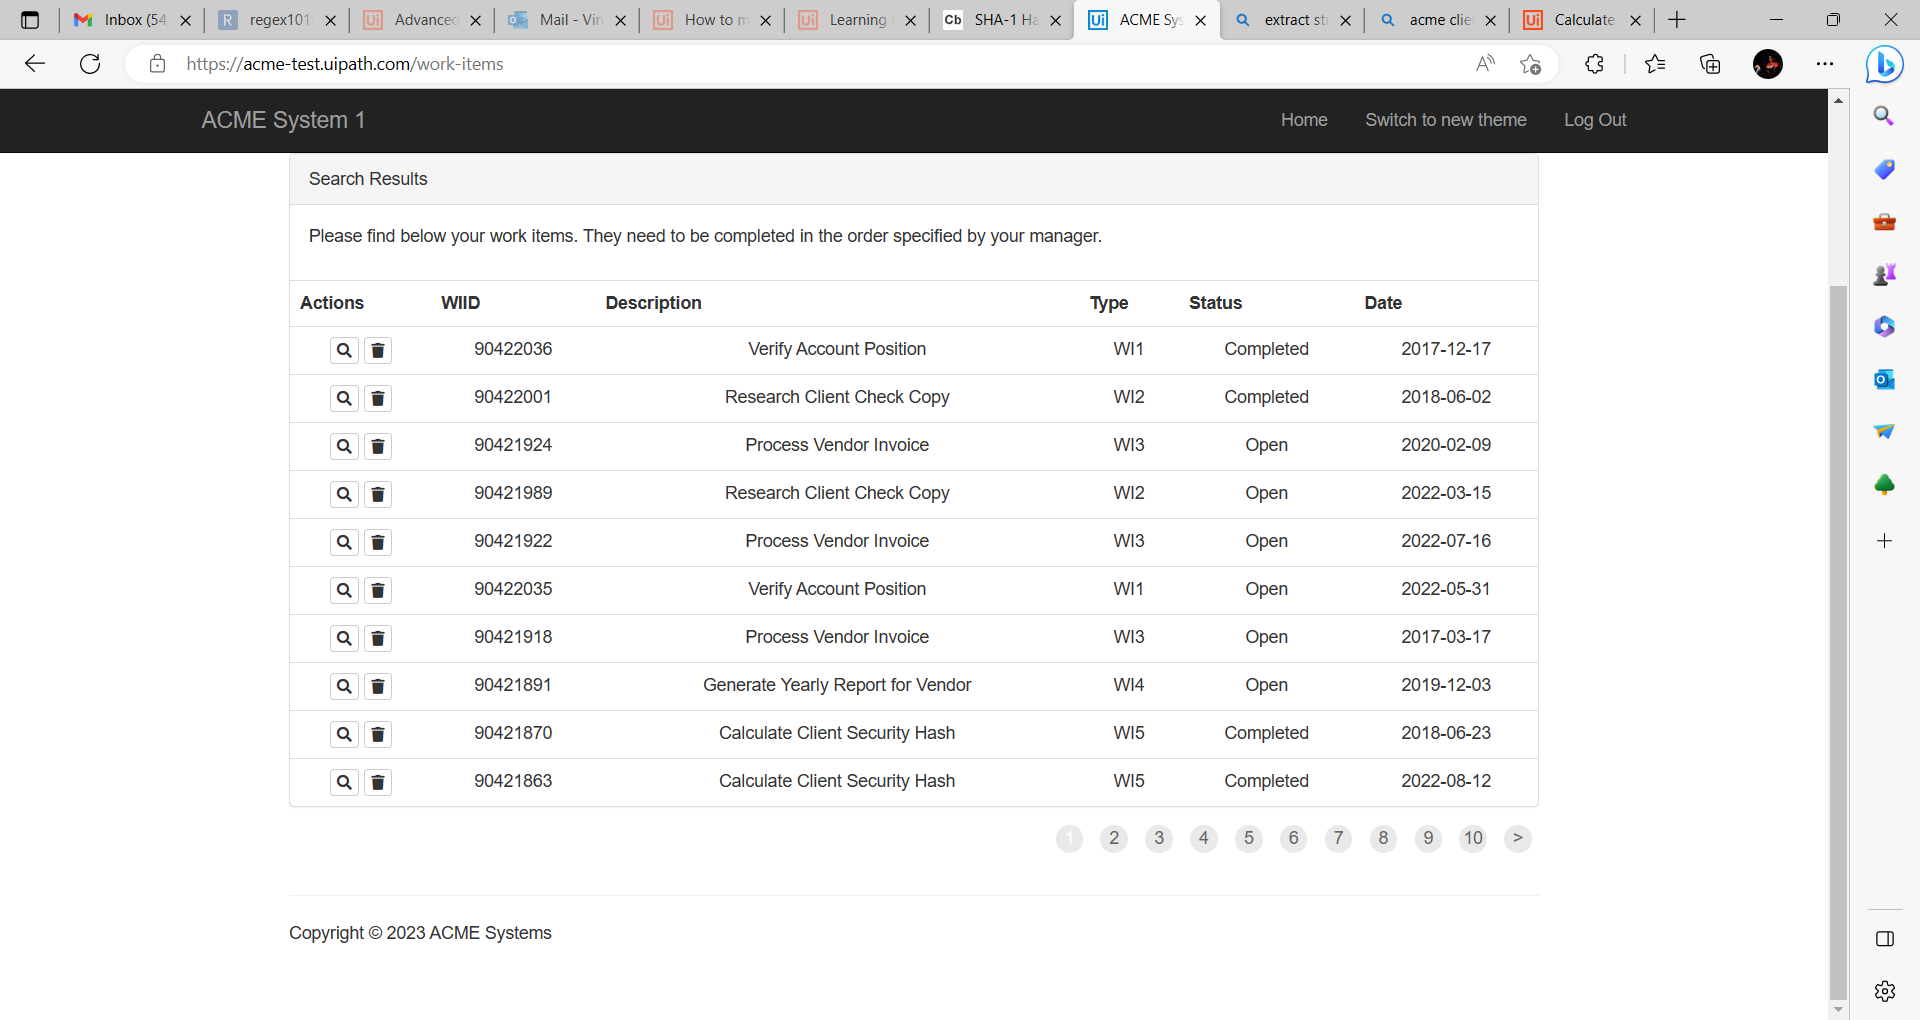 Inbox (54
regex101:
Advanced
Mail - Vin
How to m
Learning
SHA-1 Ha
ACME Sys
extract st
acme clie
Calculate
https://acme-test.uipath.com/work-items
ACME System 1
Home
Switch to new theme
Log Out
Search Results
Please find below your work items. They need to be completed in the order specified by your manager.
Actions WIID Description Type Status Date
90422036 Verify Account Position WI1 Completed 2017-12-17
90422001 Research Client Check Copy WI2 Completed 2018-06-02
90421924 Process Vendor Invoice WI3 Open 2020-02-09
90421989 Research Client Check Copy WI2 Open 2022-03-15
90421922 Process Vendor Invoice WI3 Open 2022-07-16
90422035 Verify Account Position WI1 Open 2022-05-31
90421918 Process Vendor Invoice WI3 Open 2017-03-17
90421891 Generate Yearly Report for Vendor WI4 Open 2019-12-03
90421870 Calculate Client Security Hash WI5 Completed 2018-06-23
90421863 Calculate Client Security Hash WI5 Completed 2022-08-12
1 2 3 4 5 6 7 8 9 10 >
Copyright © 2023 ACME Systems